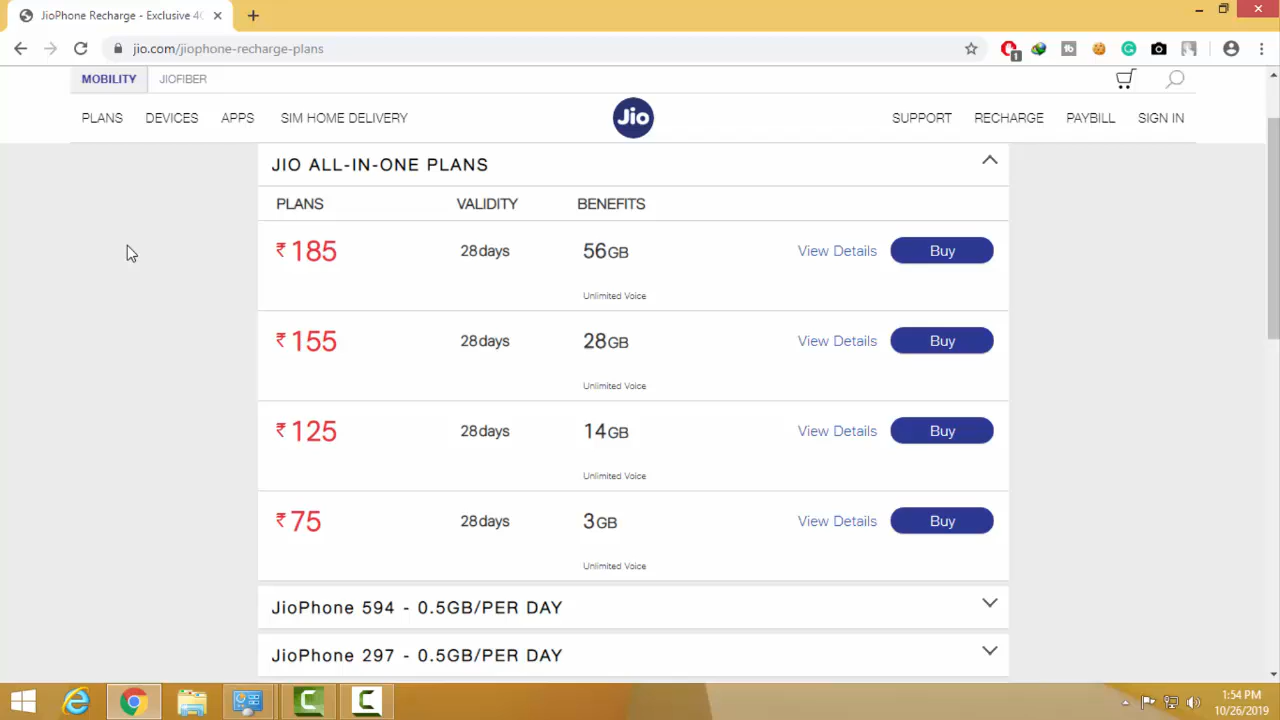 JioPhone Recharge - Exclusive 4G
jio.com/jiophone-recharge-plans
1
MOBILITY JIOFIBER
PLANS DEVICES APPS SIM HOME DELIVERY Jio SUPPORT RECHARGE PAYBILL SIGN IN
JIO ALL-IN-ONE PLANS
PLANS VALIDITY BENEFITS
₹ 185 28days 56GB View Details Buy
Unlimited Voice
₹ 155 28days 28GB View Details Buy
Unlimited Voice
₹ 125 28days 14GB View Details Buy
Unlimited Voice
₹ 75 28days 3GB View Details Buy
Unlimited Voice
JioPhone 594 - 0.5GB/PER DAY
JioPhone 297 - 0.5GB/PER DAY
1:54 PM
10/26/2019